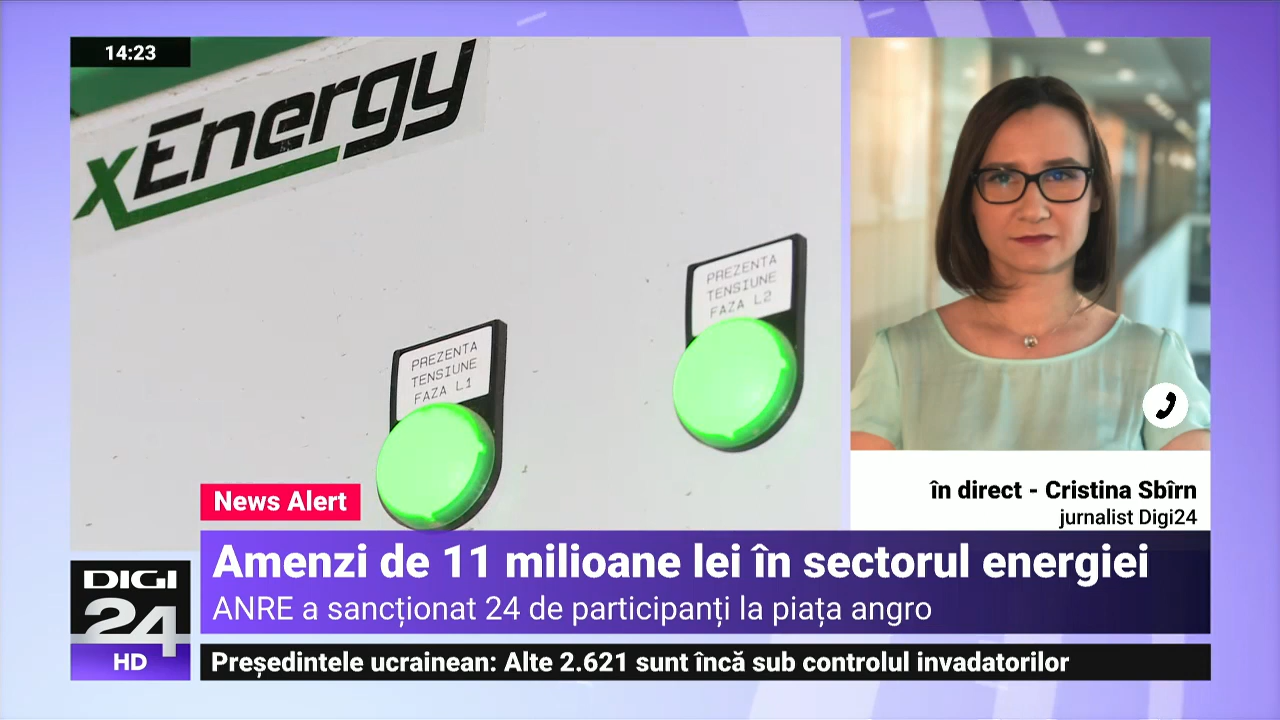 14:23
xEnergy
PREZENTA
TENSIUNE
FAZA L2
PREZENTA
TENSIUNE
FAZA L1
în direct - Cristina Sbîrn
jurnalist Digi24
News Alert
Amenzi de 11 milioane lei în sectorul energiei
ANRE a sancționat 24 de participanți la piața angro
DIGI
24
HD
Președintele ucrainean: Alte 2.621 sunt încă sub controlul invadatorilor